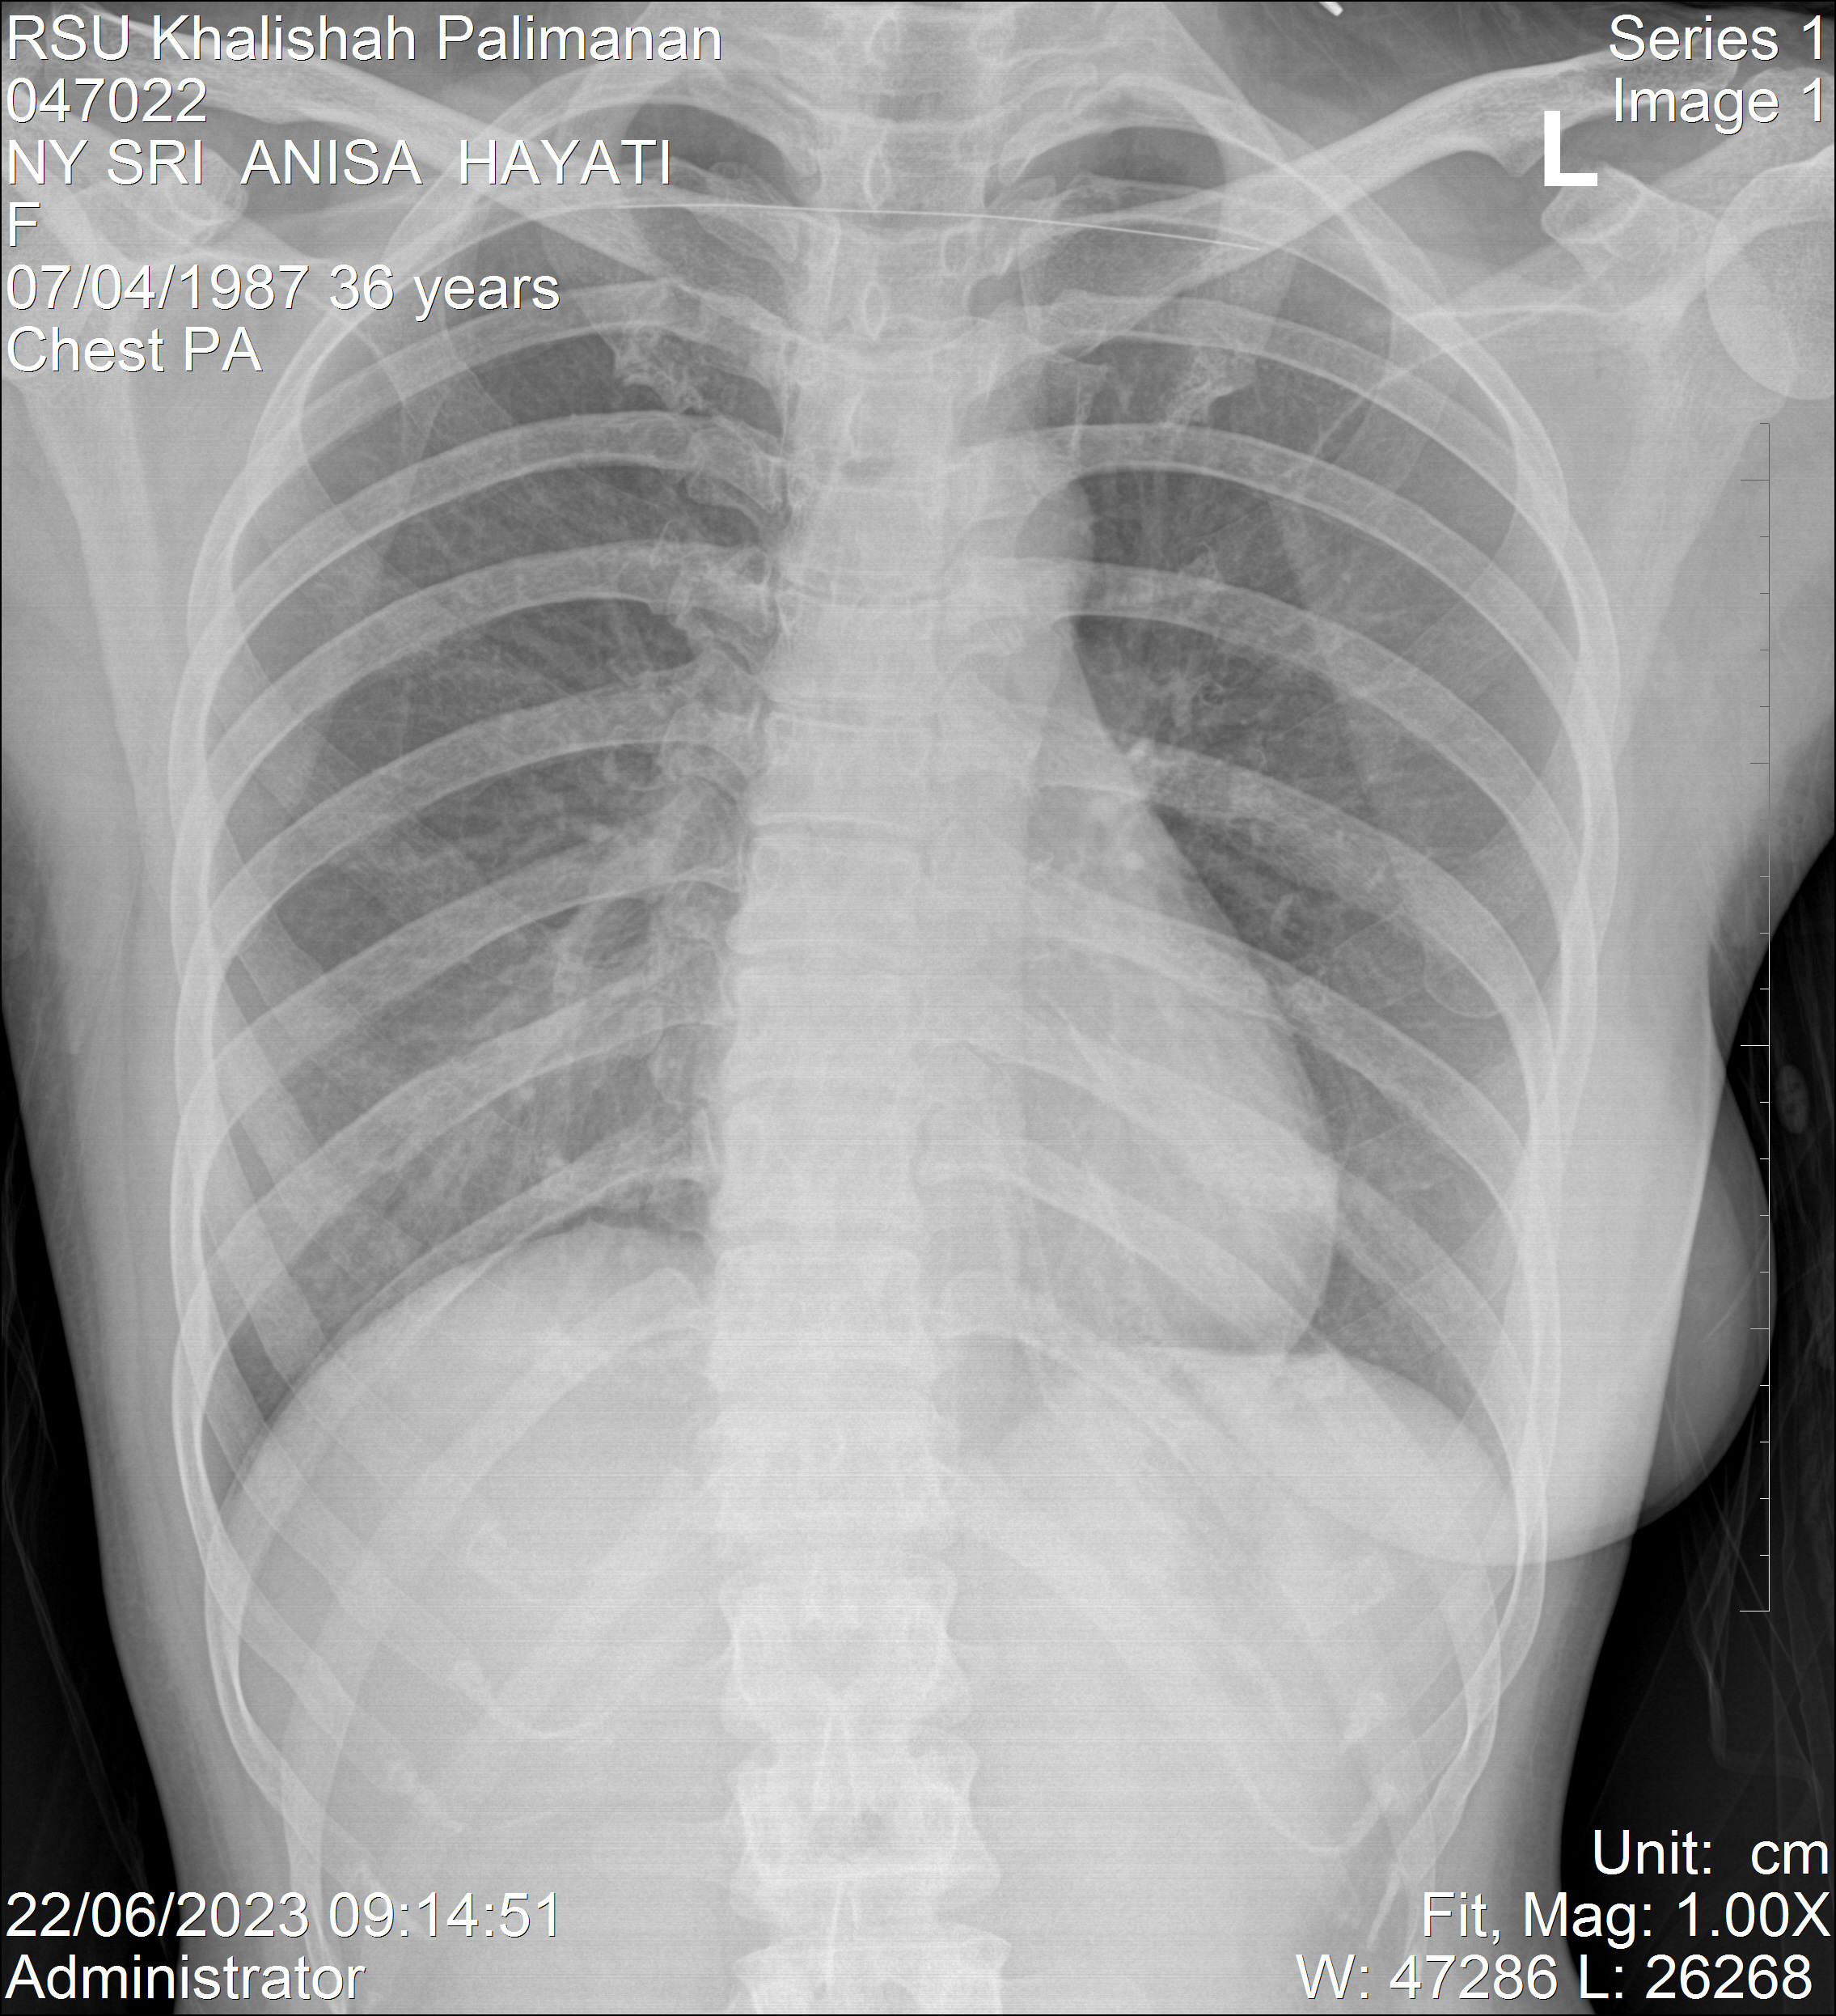 RSU Khalishah Palimanan
047022
NY SRI ANISA HAYATI
F
07/04/1987 36 years
Chest PA
Series 1
Image 1
L
22/06/2023 09:14:51
Administrator
Unit: cm
Fit, Mag: 1.00X
W: 47286 L: 26268